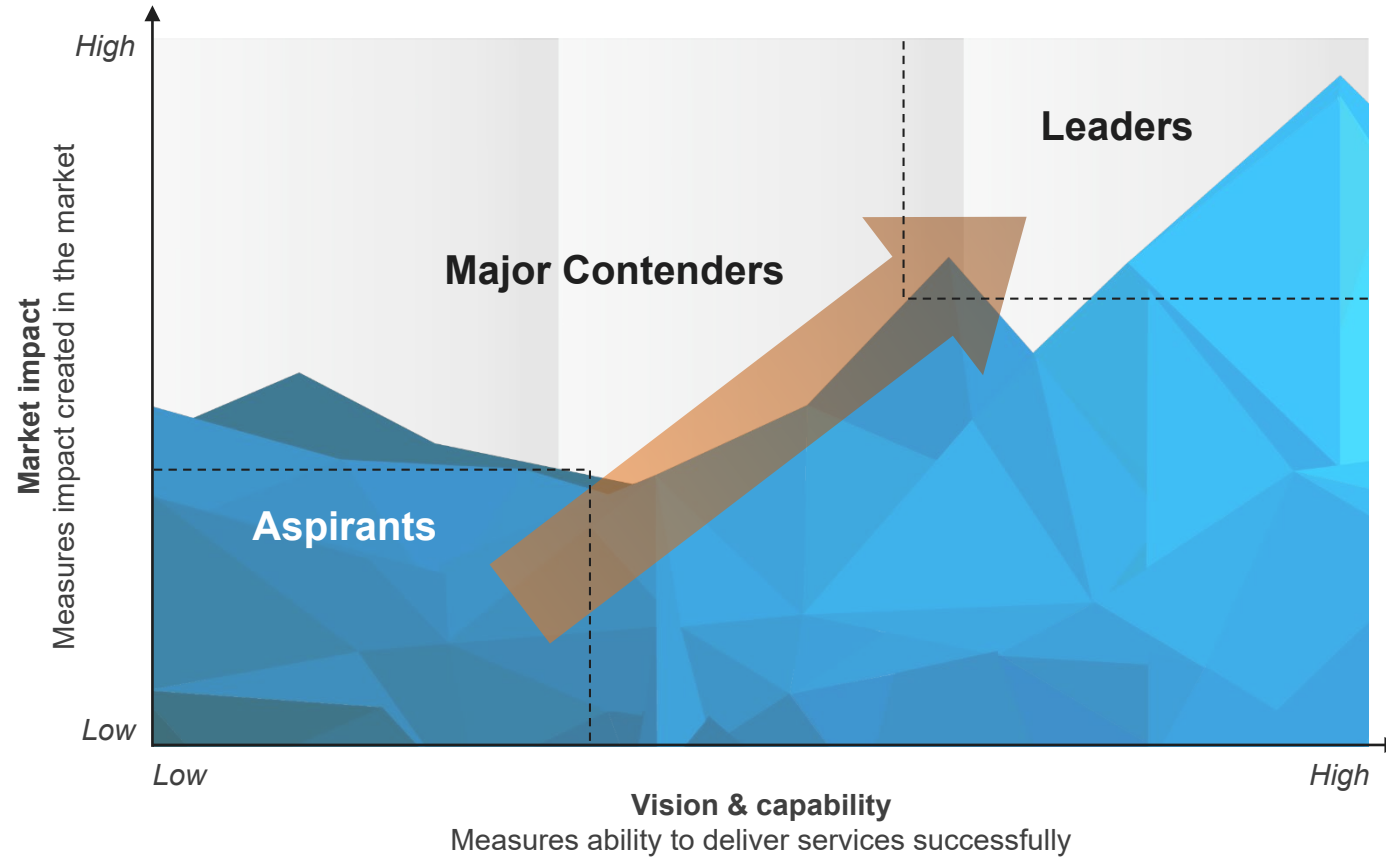 High
Leaders
Major Contenders
Market impact
Measures impact created in the market
Aspirants
Low
Low
High
Vision & capability
Measures ability to deliver services successfully